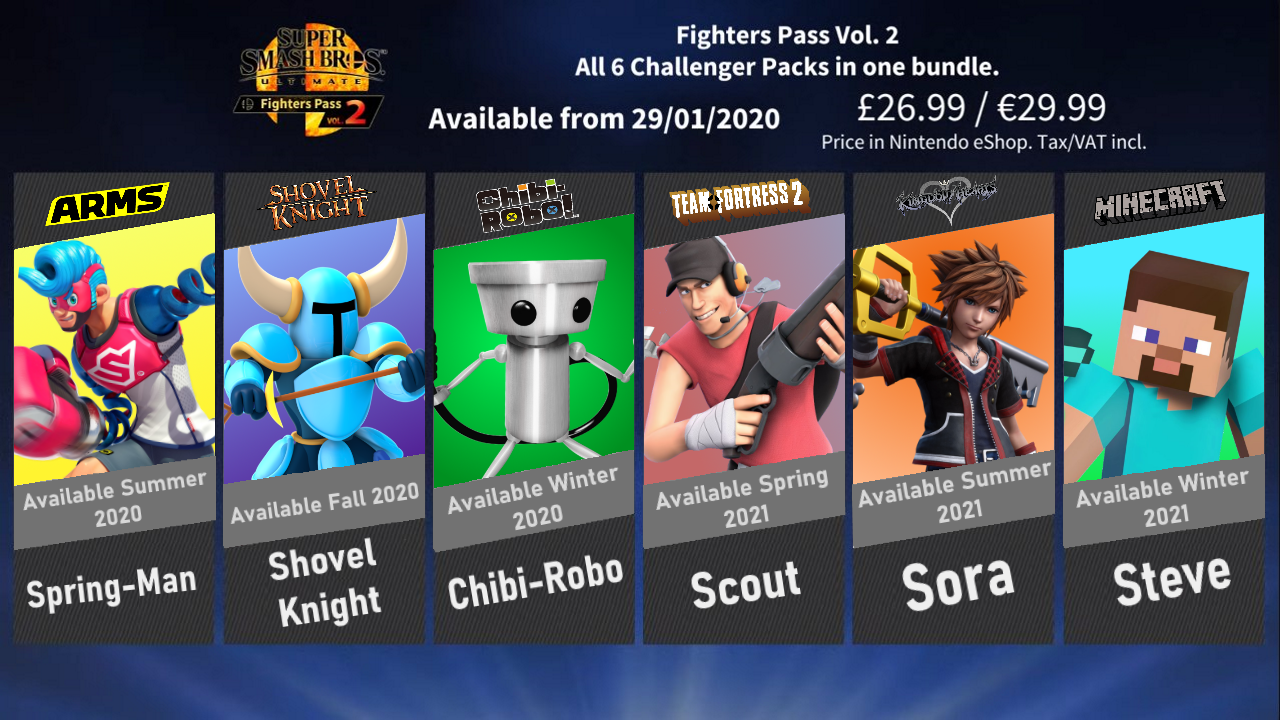 SUPER
SMASH BROS.
ULTIMATE
Fighters Pass
VOL. 2
Fighters Pass Vol. 2
All 6 Challenger Packs in one bundle.
Available from 29/01/2020
£26.99 / €29.99
Price in Nintendo eShop. Tax/VAT incl.
ARMS
Available Summer
2020
Spring-Man
SHOVEL
KNIGHT
Available Fall 2020
Shovel
Knight
Chibi-
Robo!
Available Winter
2020
Chibi-Robo
TEAM FORTRESS 2
Available Spring
2021
Scout
KINGDOM HEARTS
Available Summer
2021
Sora
MINECRAFT
Available Winter
2021
Steve